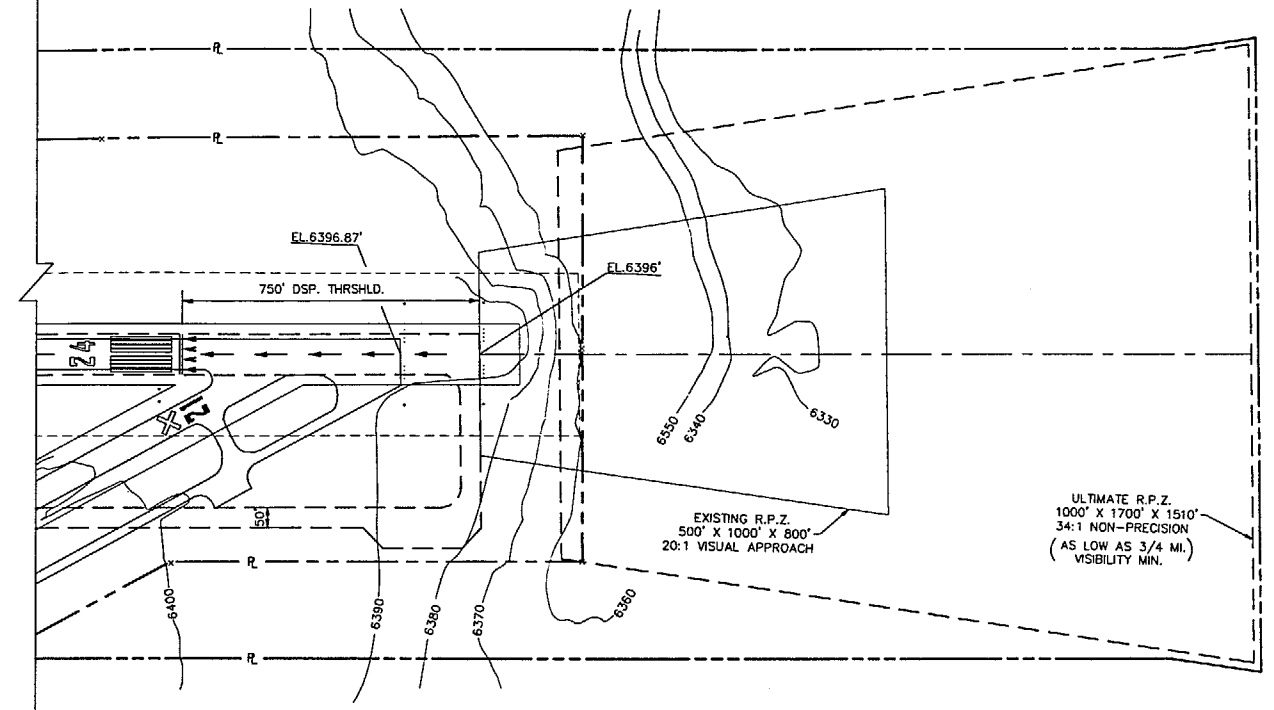 PL
PL
EL.6396.87'
EL.6396'
750' DSP. THRSHLD.
24
12
X
6550
6340
6330
50'
EXISTING R.P.Z.
500' X 1000' X 800'
20:1 VISUAL APPROACH
ULTIMATE R.P.Z.
1000' X 1700' X 1510'
34:1 NON-PRECISION
(AS LOW AS 3/4 MI.)
VISIBILITY MIN.
PL
6400
6390
6380
6370
6360
PL